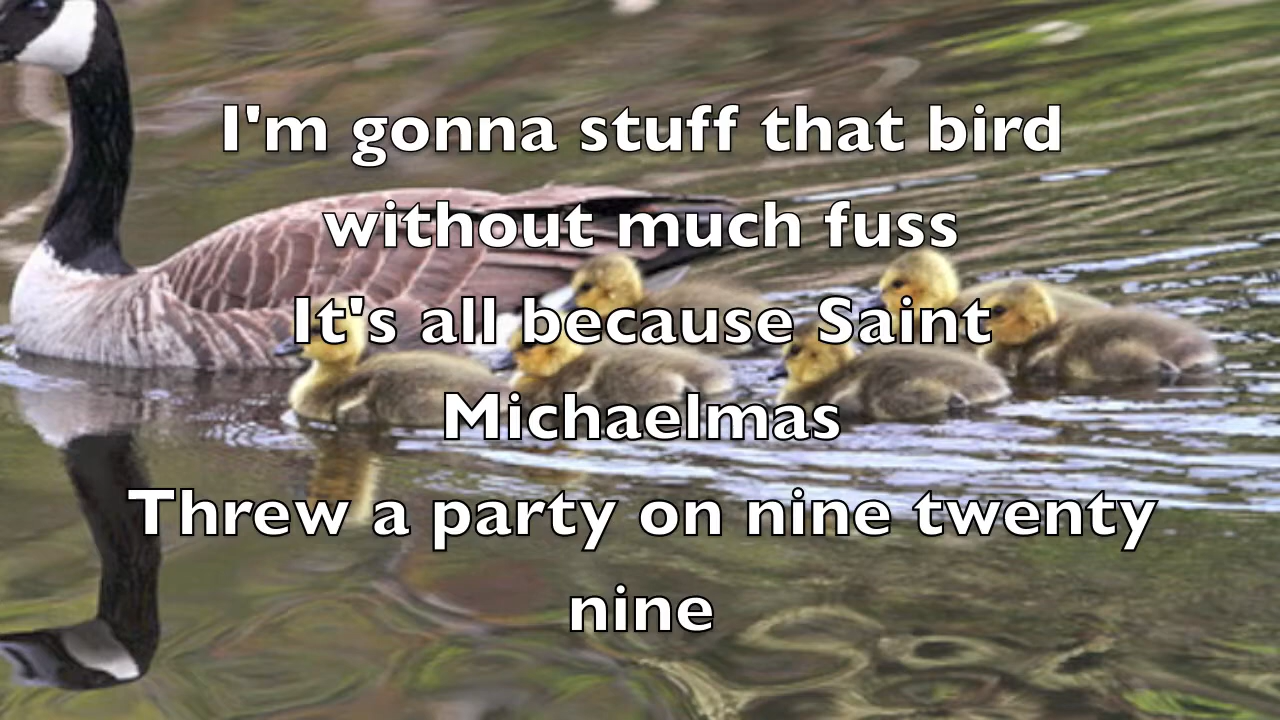 I'm gonna stuff that bird
without much fuss
It's all because Saint
Michaelmas
Threw a party on nine twenty
nine